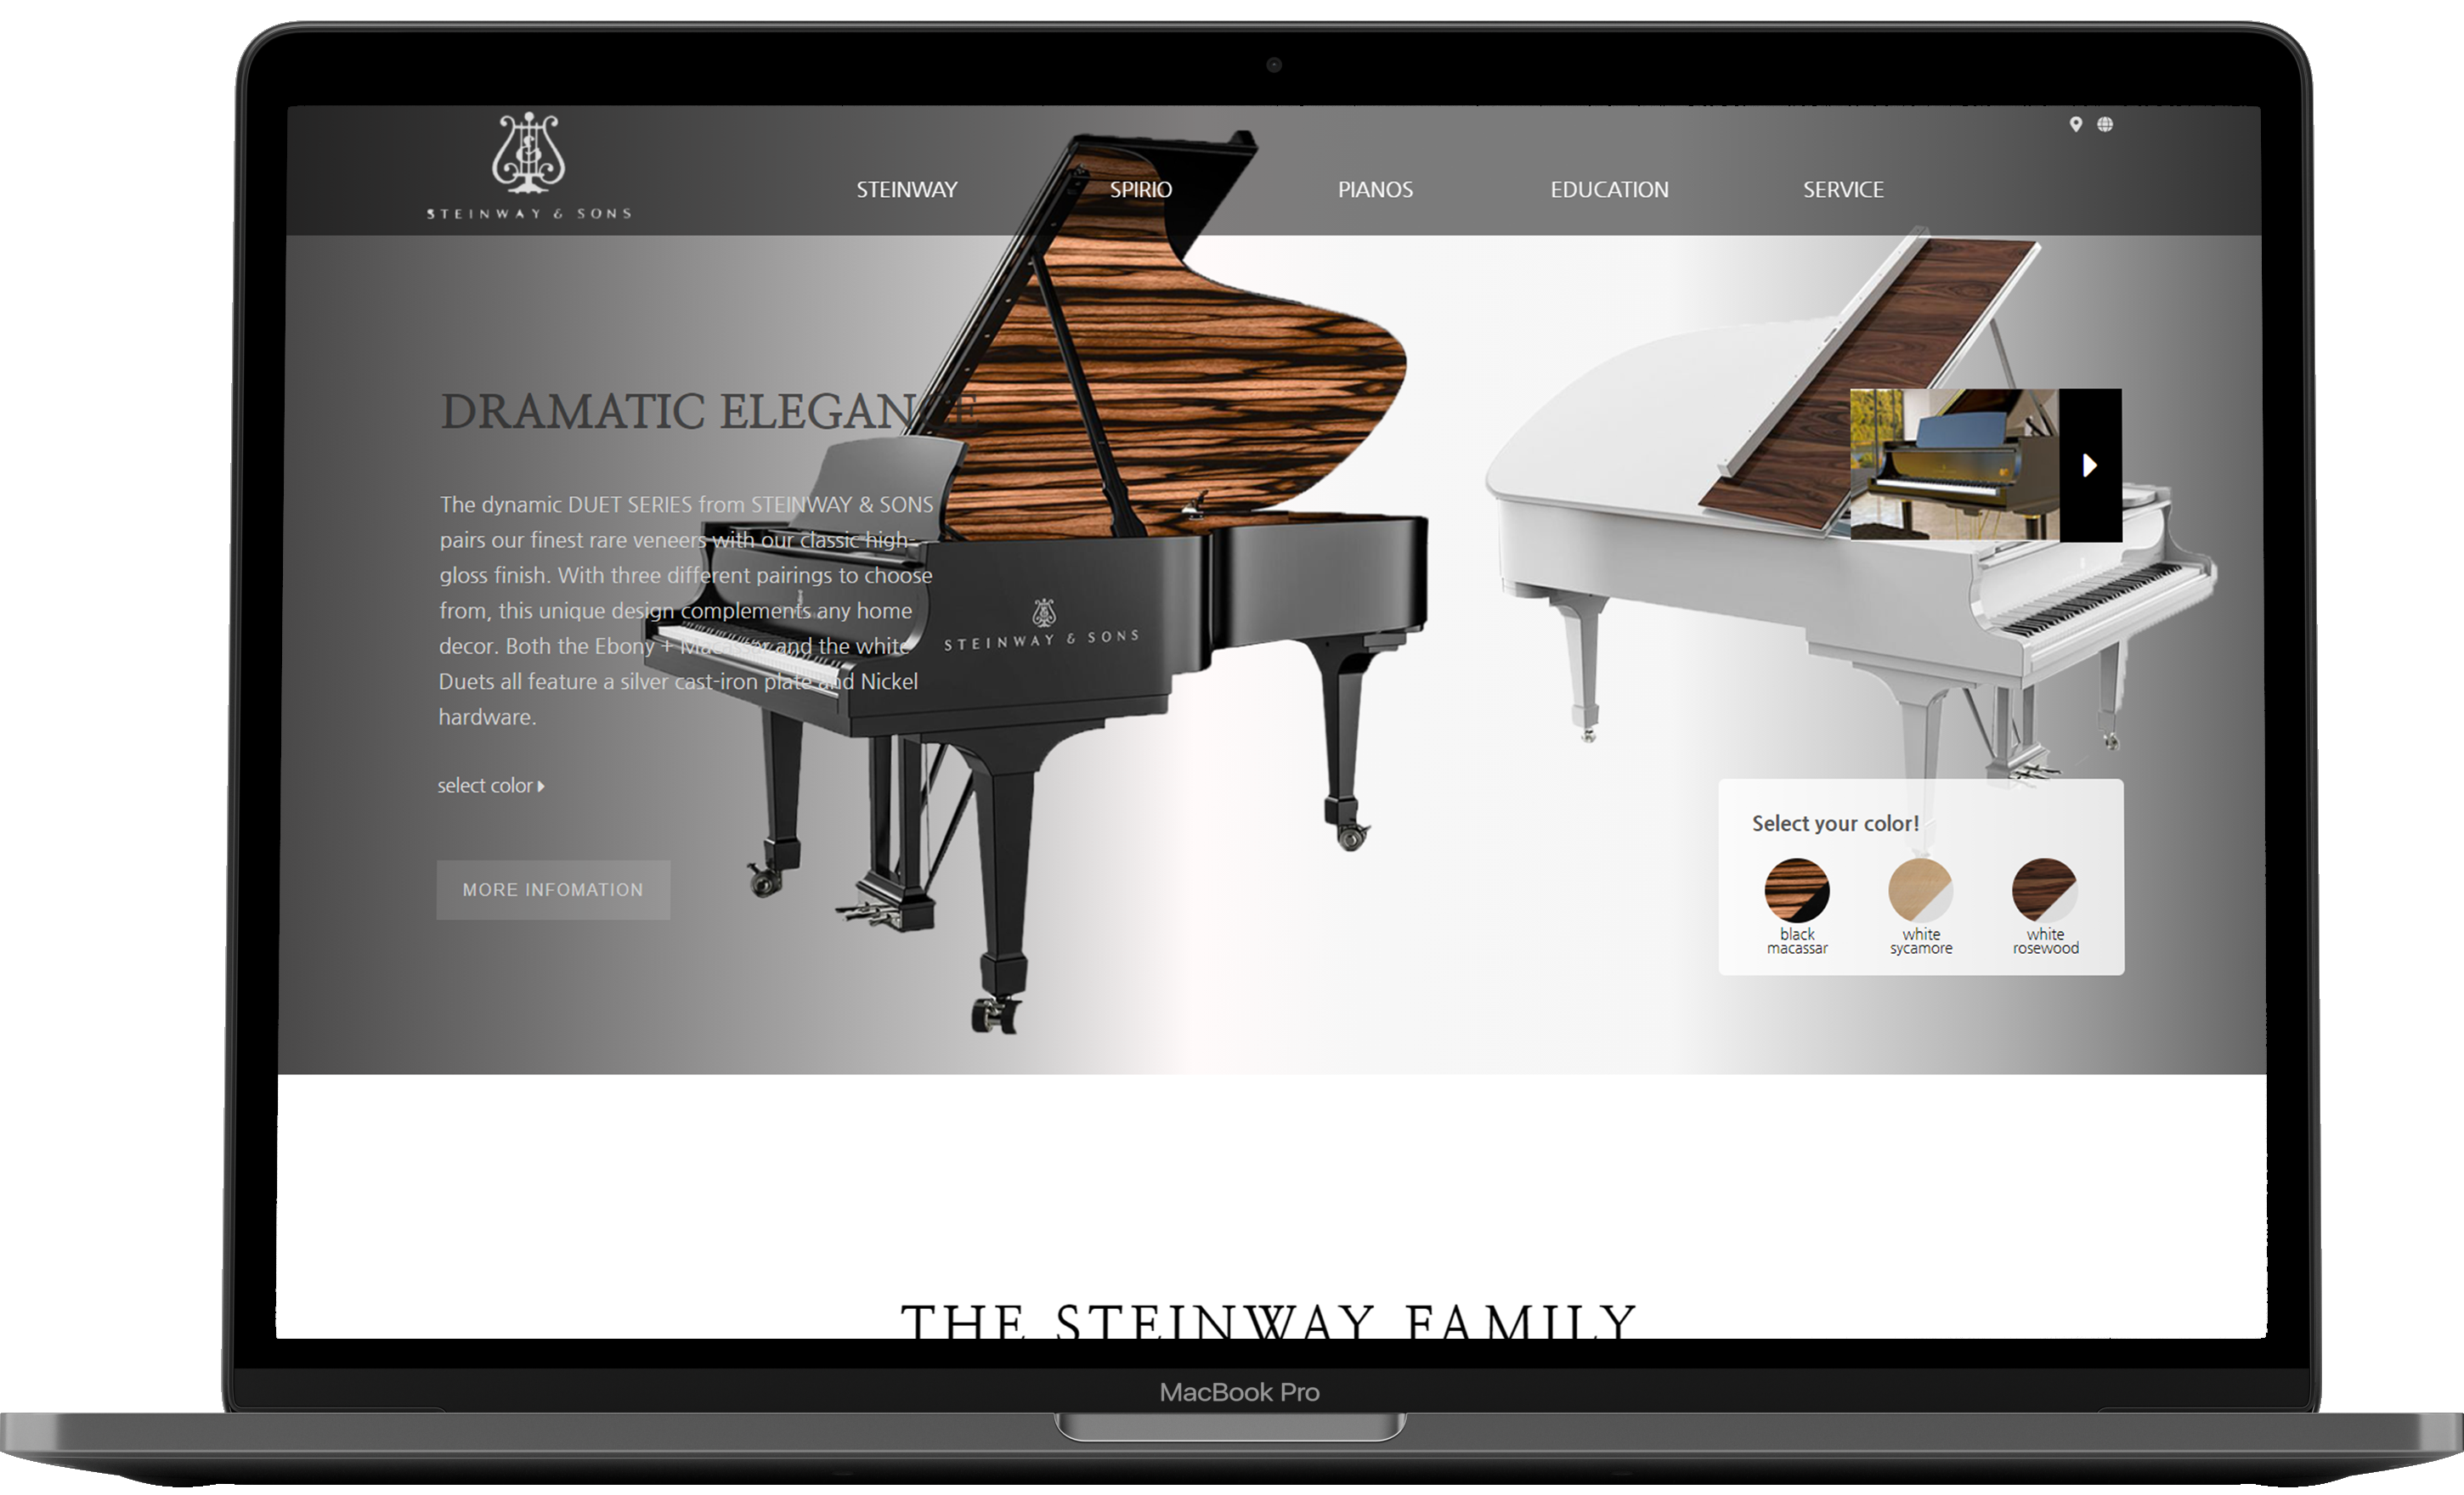 STEINWAY & SONS
STEINWAY
SPIRIO
PIANOS
EDUCATION
SERVICE
DRAMATIC ELEGANCE
The dynamic DUET SERIES from STEINWAY & SONS
pairs our finest rare veneers with our classic high-
gloss finish. With three different pairings to choose
from, this unique design complements any home
decor. Both the Ebony + Macassar and the white
Duets all feature a silver cast-iron plate and Nickel
hardware.
select color
MORE INFOMATION
STEINWAY & SONS
Select your color!
black
macassar
white
sycamore
white
rosewood
THE STEINWAY FAMILY
MacBook Pro